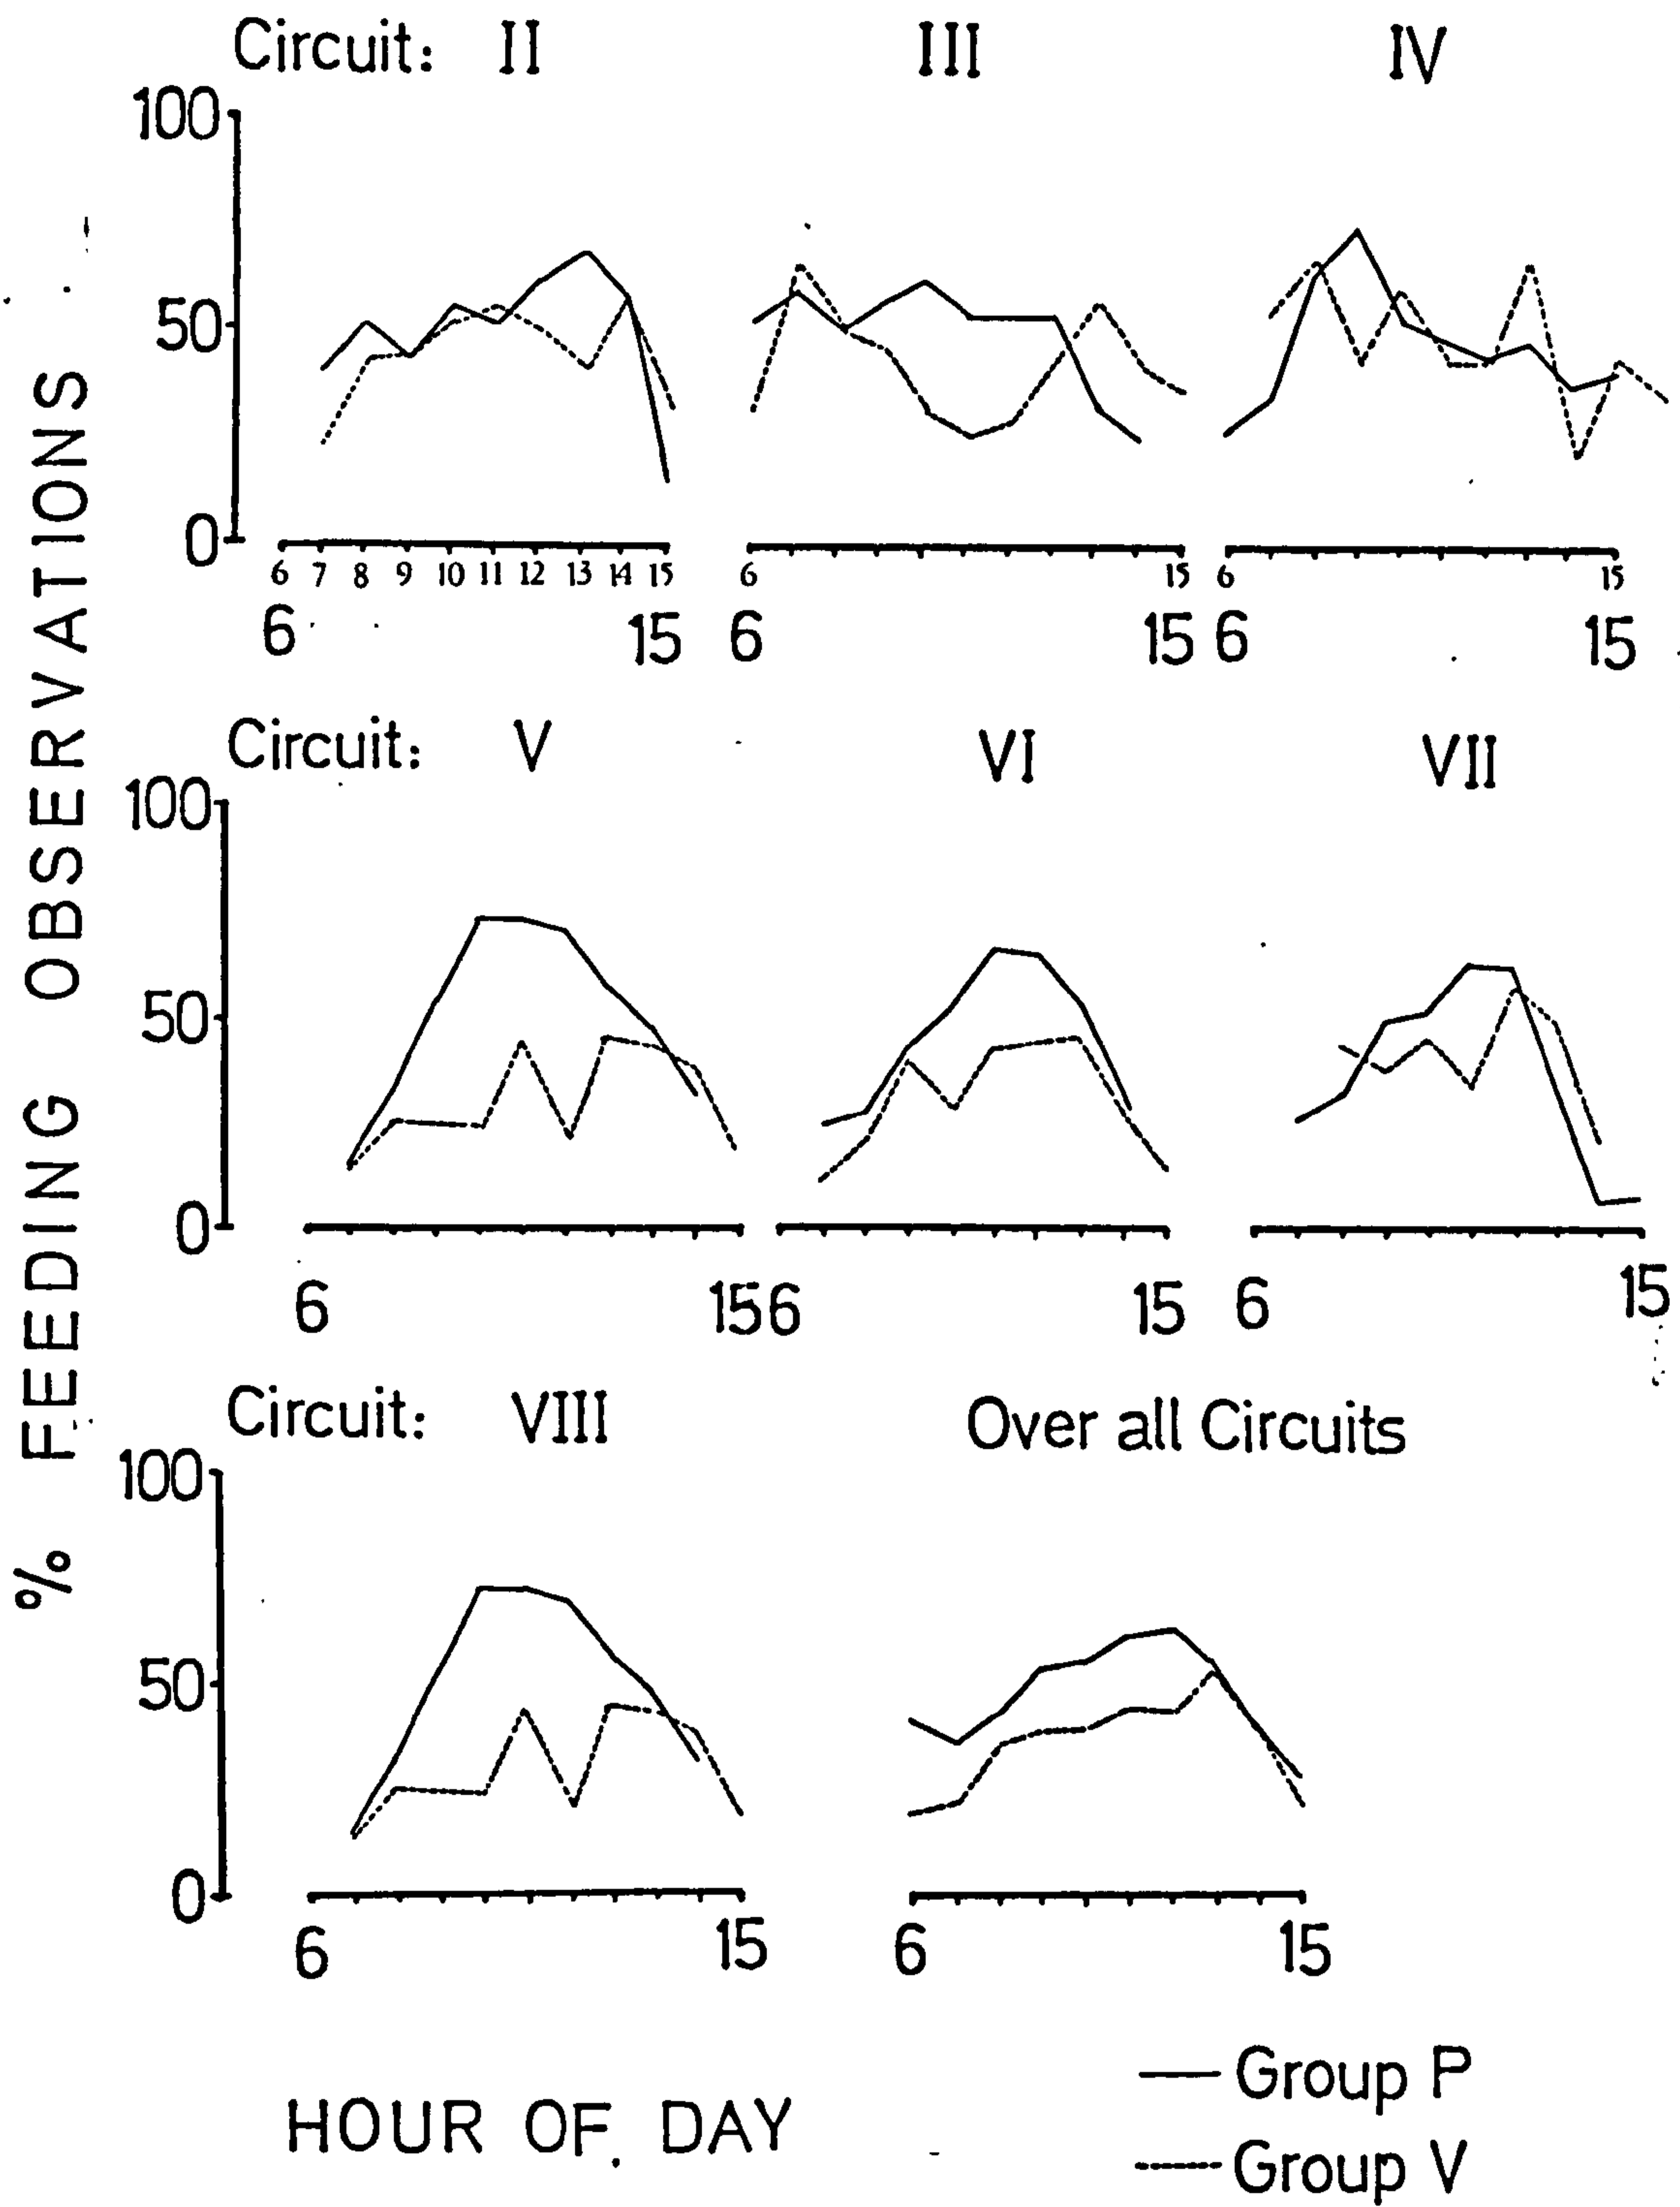 Circuit: II III IV
100
50
0
6 7 8 9 10 11 12 13 14 15 6 15 6 15
6 15 6 15 6 15
Circuit: V VI VII
100
50
0
6 15 6 15 6 15
Circuit: VIII Over all Circuits
100
50
0
6 15 6 15
% FEEDING OBSERVATIONS
HOUR OF DAY
Group P
Group V